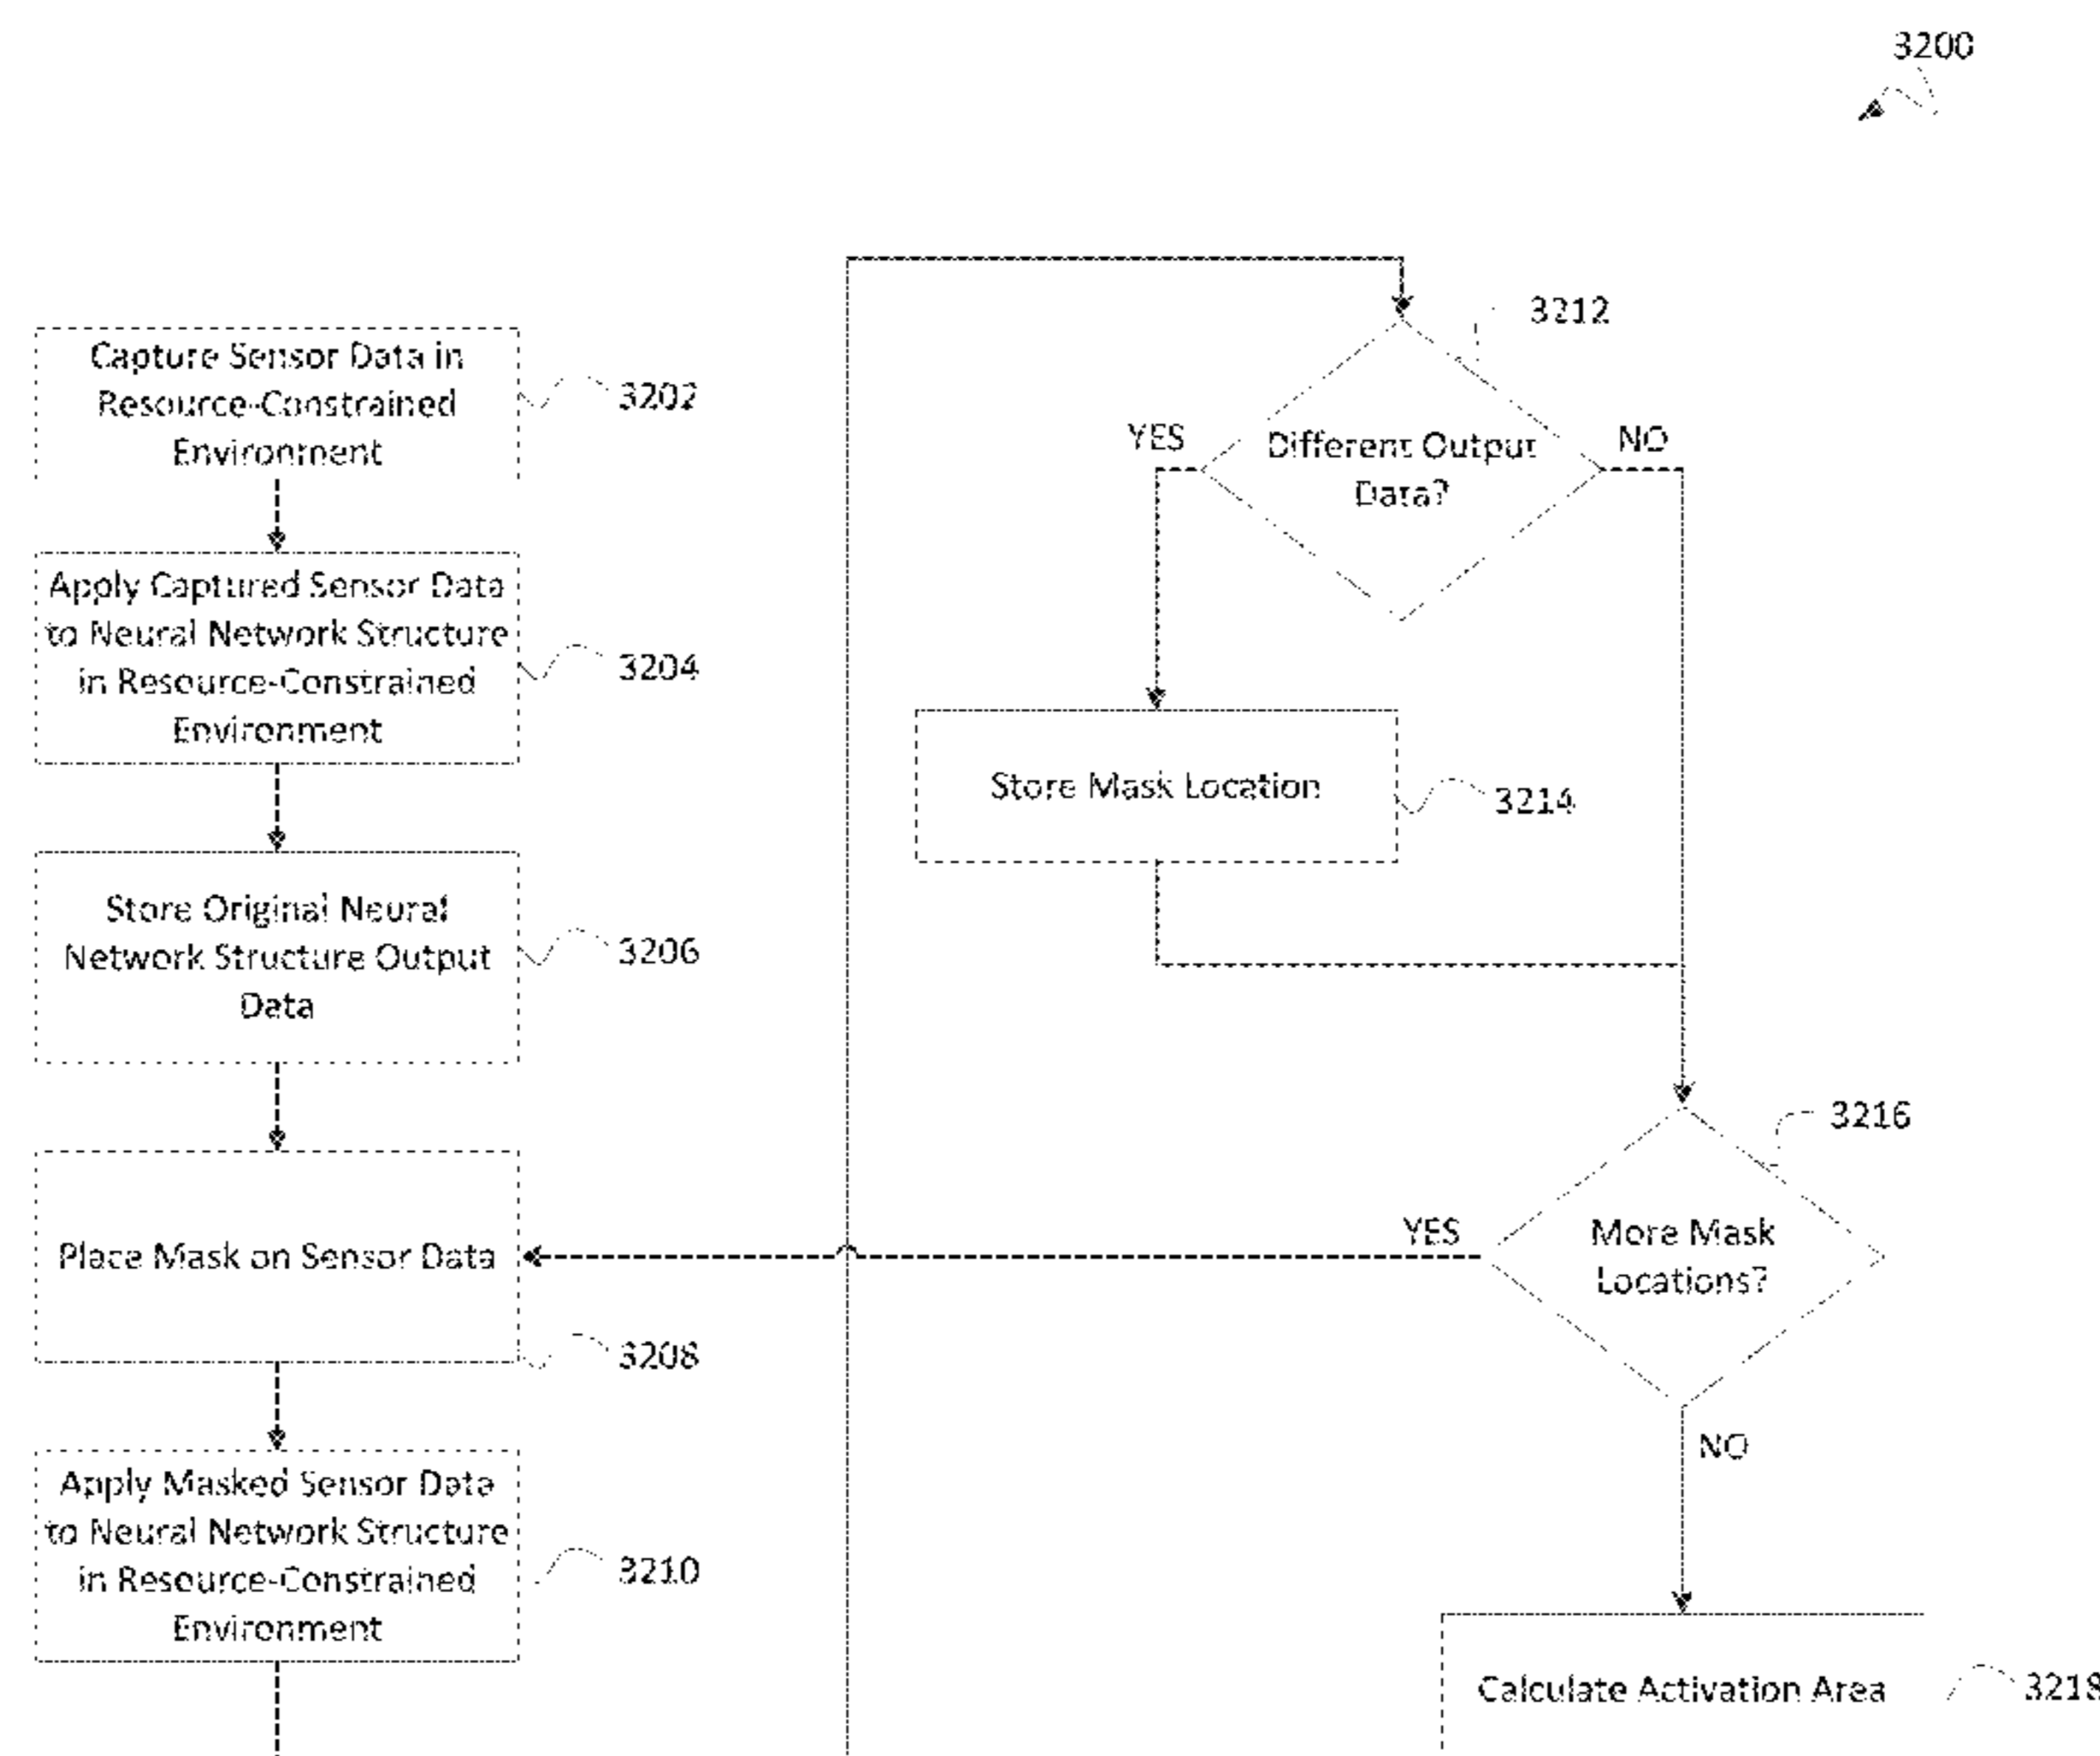 3200
Capture Sensor Data in
Resource-Constrained
Environment
3202
Apply Captured Sensor Data
to Neural Network Structure
in Resource-Constrained
Environment
3204
Store Original Neural
Network Structure Output
Data
3206
Place Mask on Sensor Data
3208
Apply Masked Sensor Data
to Neural Network Structure
in Resource-Constrained
Environment
3210
3212
YES
Different Output
Data?
NO
Store Mask Location
3214
3216
YES
More Mask
Locations?
NO
Calculate Activation Area
3218